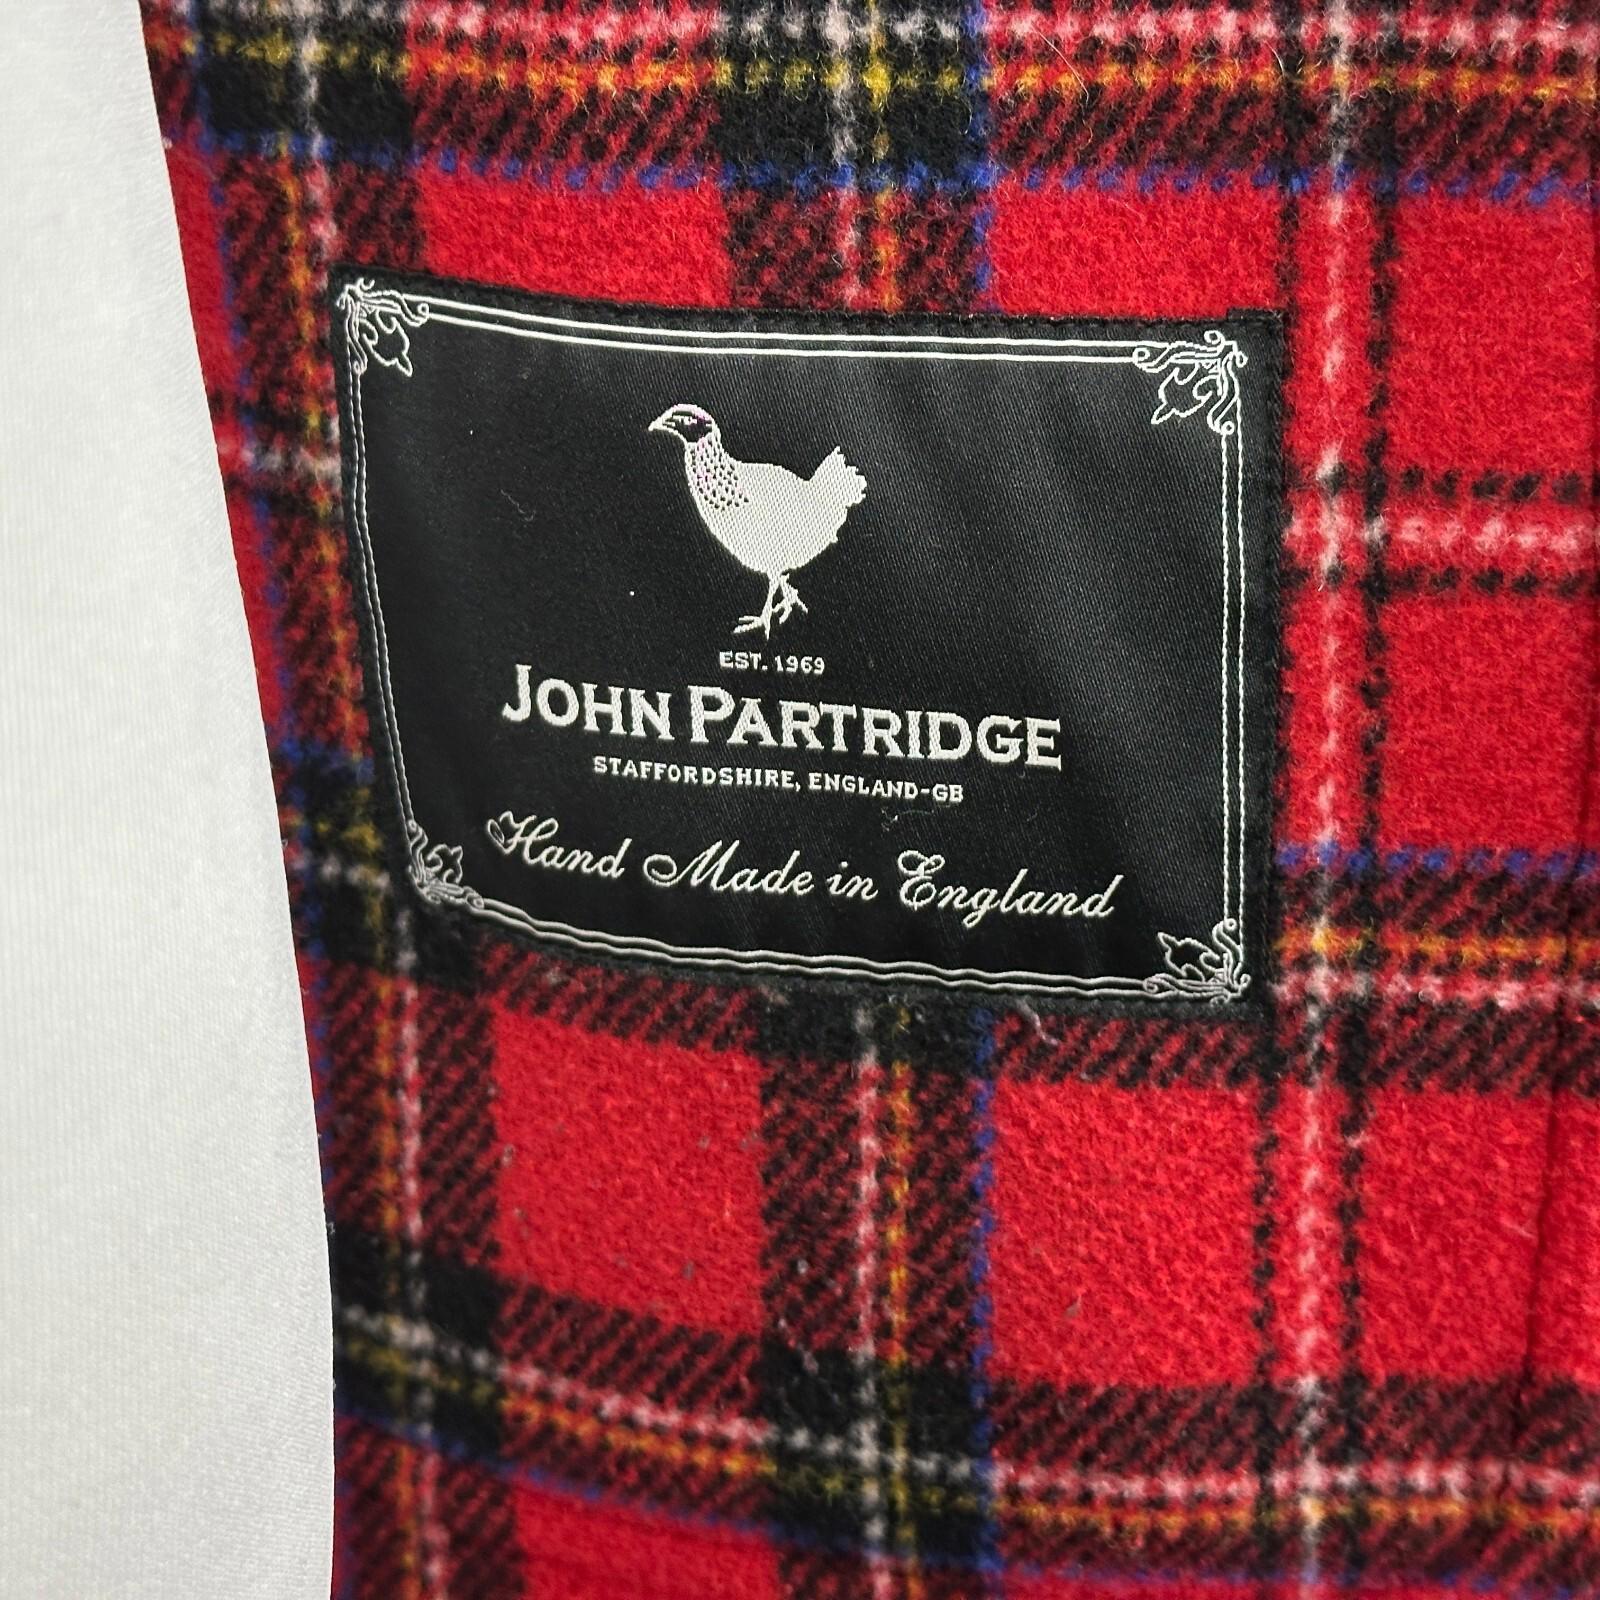 EST. 1969
JOHN PARTRIDGE
STAFFORDSHIRE, ENGLAND-GB
Hand Made in England